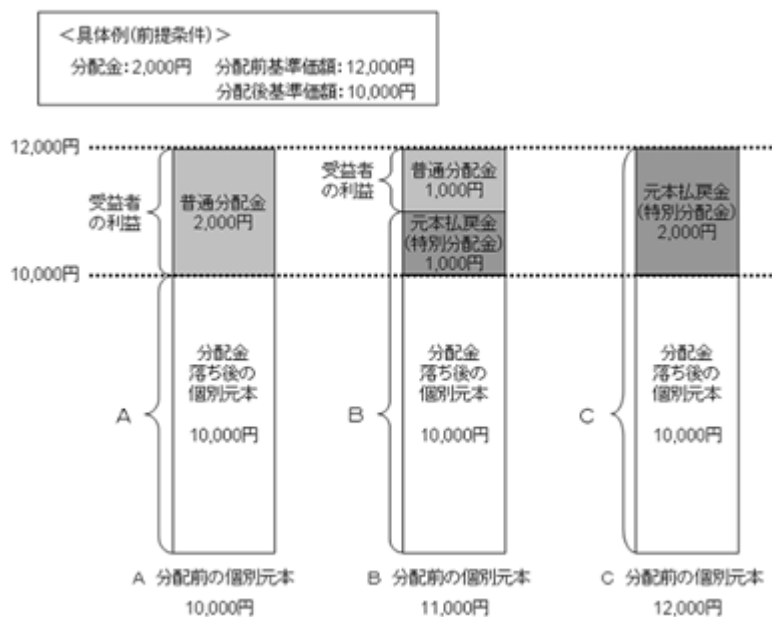 ＜具体例(前提条件)＞
分配金：2,000円 分配前基準価額：12,000円
分配後基準価額：10,000円
12,000円
受益者
の利益
普通分配金
2,000円
受益者
の利益
普通分配金
1,000円
元本払戻金
(特別分配金)
1,000円
元本払戻金
(特別分配金)
2,000円
10,000円
A
分配金
落ち後の
個別元本
10,000円
B
分配金
落ち後の
個別元本
10,000円
C
分配金
落ち後の
個別元本
10,000円
A 分配前の個別元本
10,000円
B 分配前の個別元本
11,000円
C 分配前の個別元本
12,000円